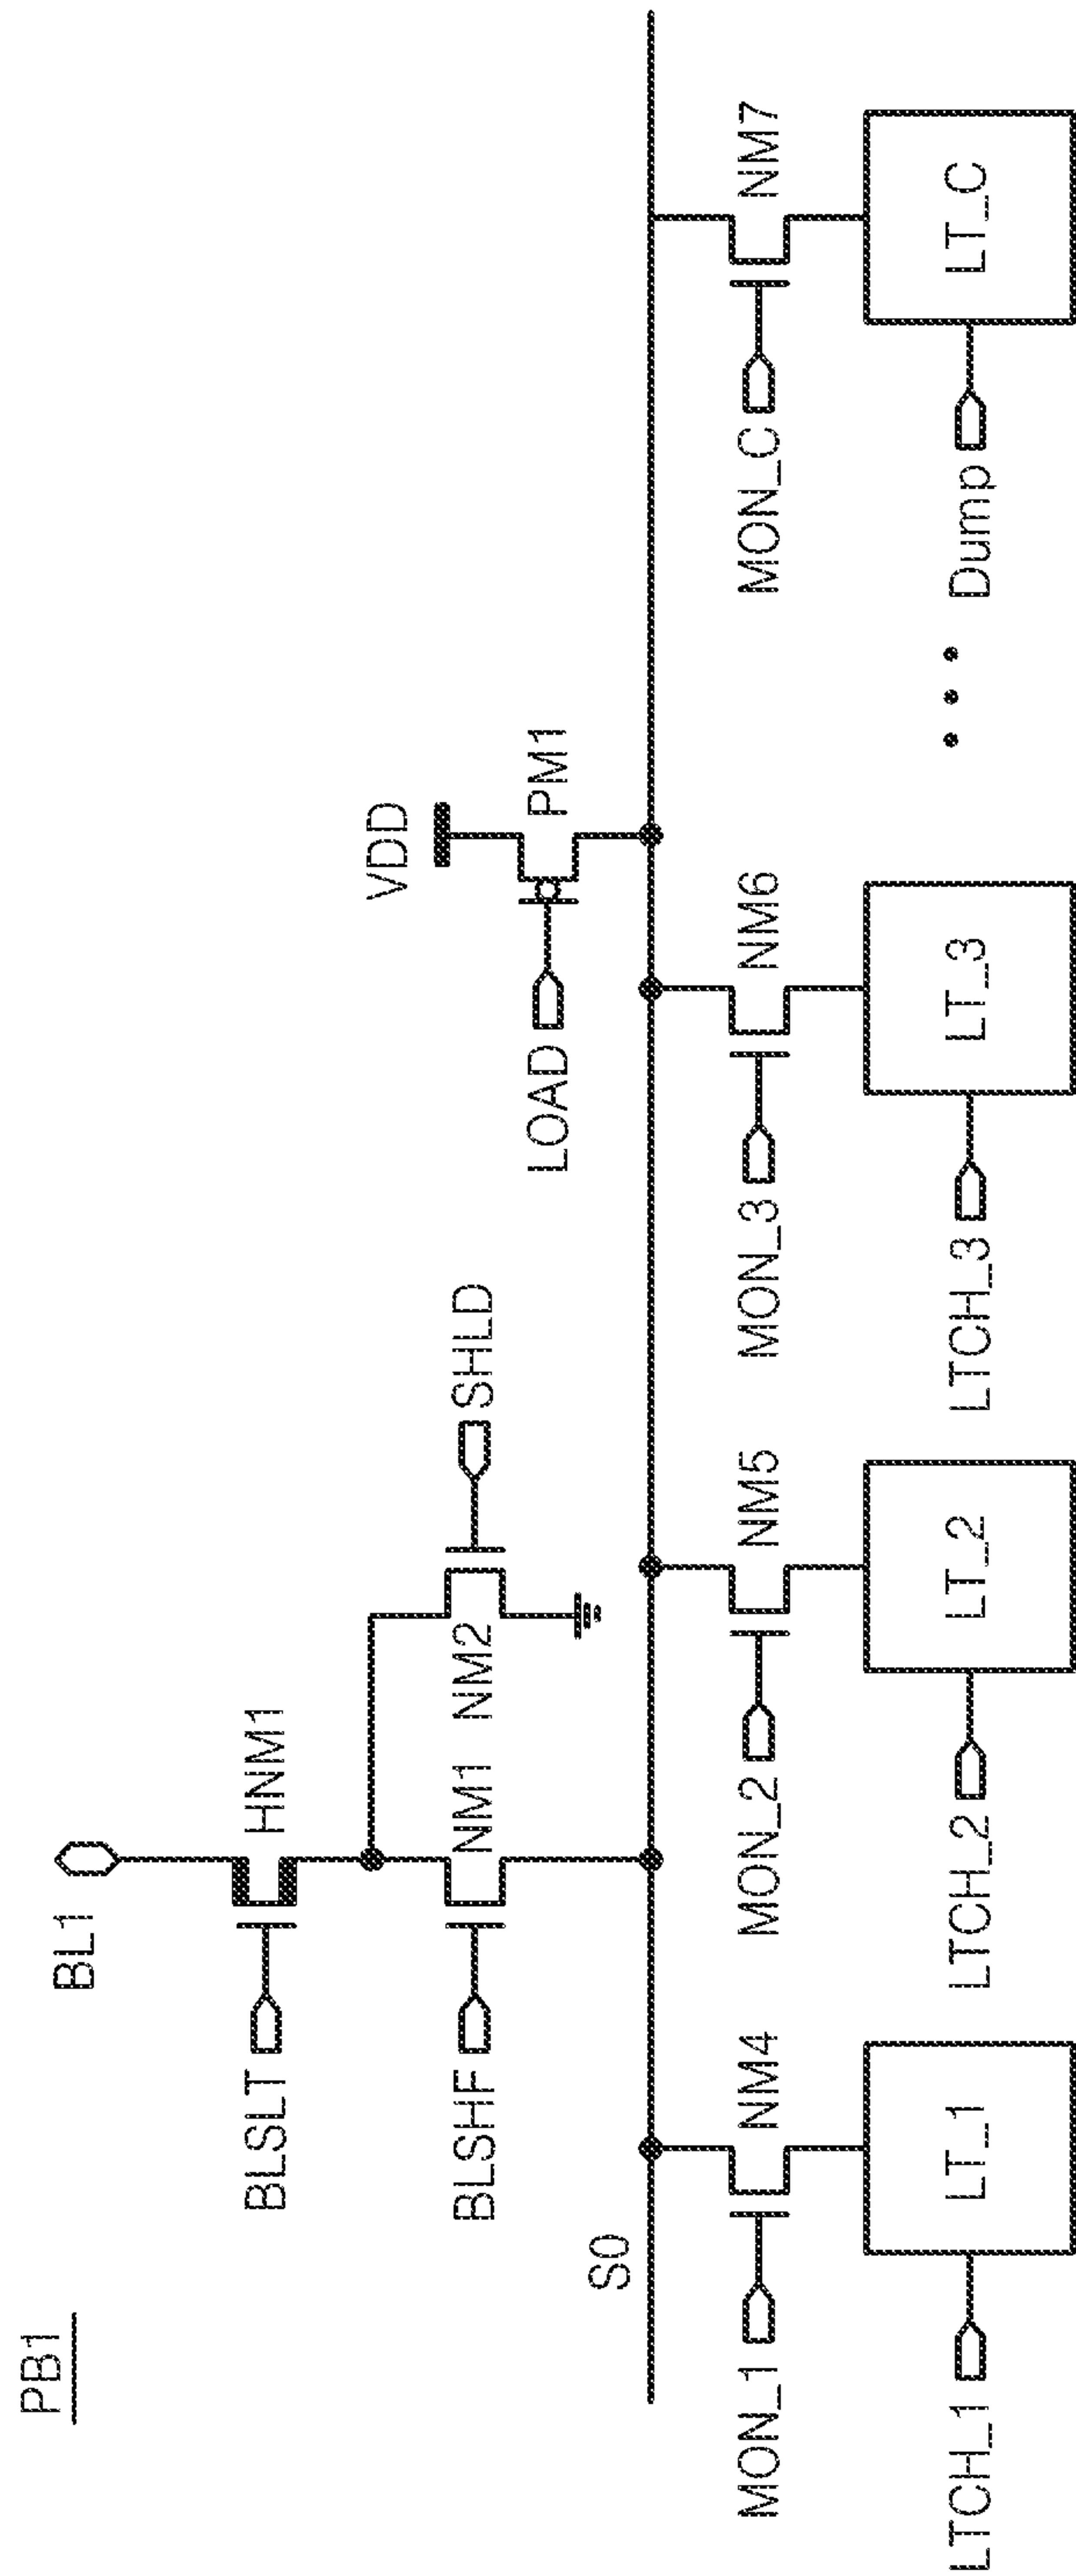 PB1
BL1
BLSLT
HNM1
BLSHF
NM1
NM2
SHLD
VDD
LOAD
PM1
SO
MON_1
NM4
MON_2
NM5
MON_3
NM6
MON_C
NM7
LTCH_1
LT_1
LTCH_2
LT_2
LTCH_3
LT_3
Dump
LT_C